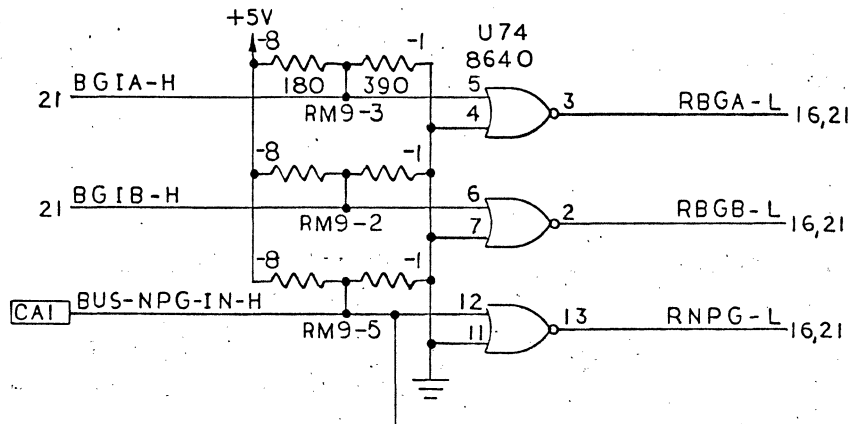 +5V
U74
8640
-8
-1
180
390
BGIA-H
21
RM9-3
5
4
3
RBGA-L
16,21
-8
-1
BGIB-H
21
RM9-2
6
7
2
RBGB-L
16,21
-8
-1
CA1
BUS-NPG-IN-H
RM9-5
12
11
13
RNPG-L
16,21